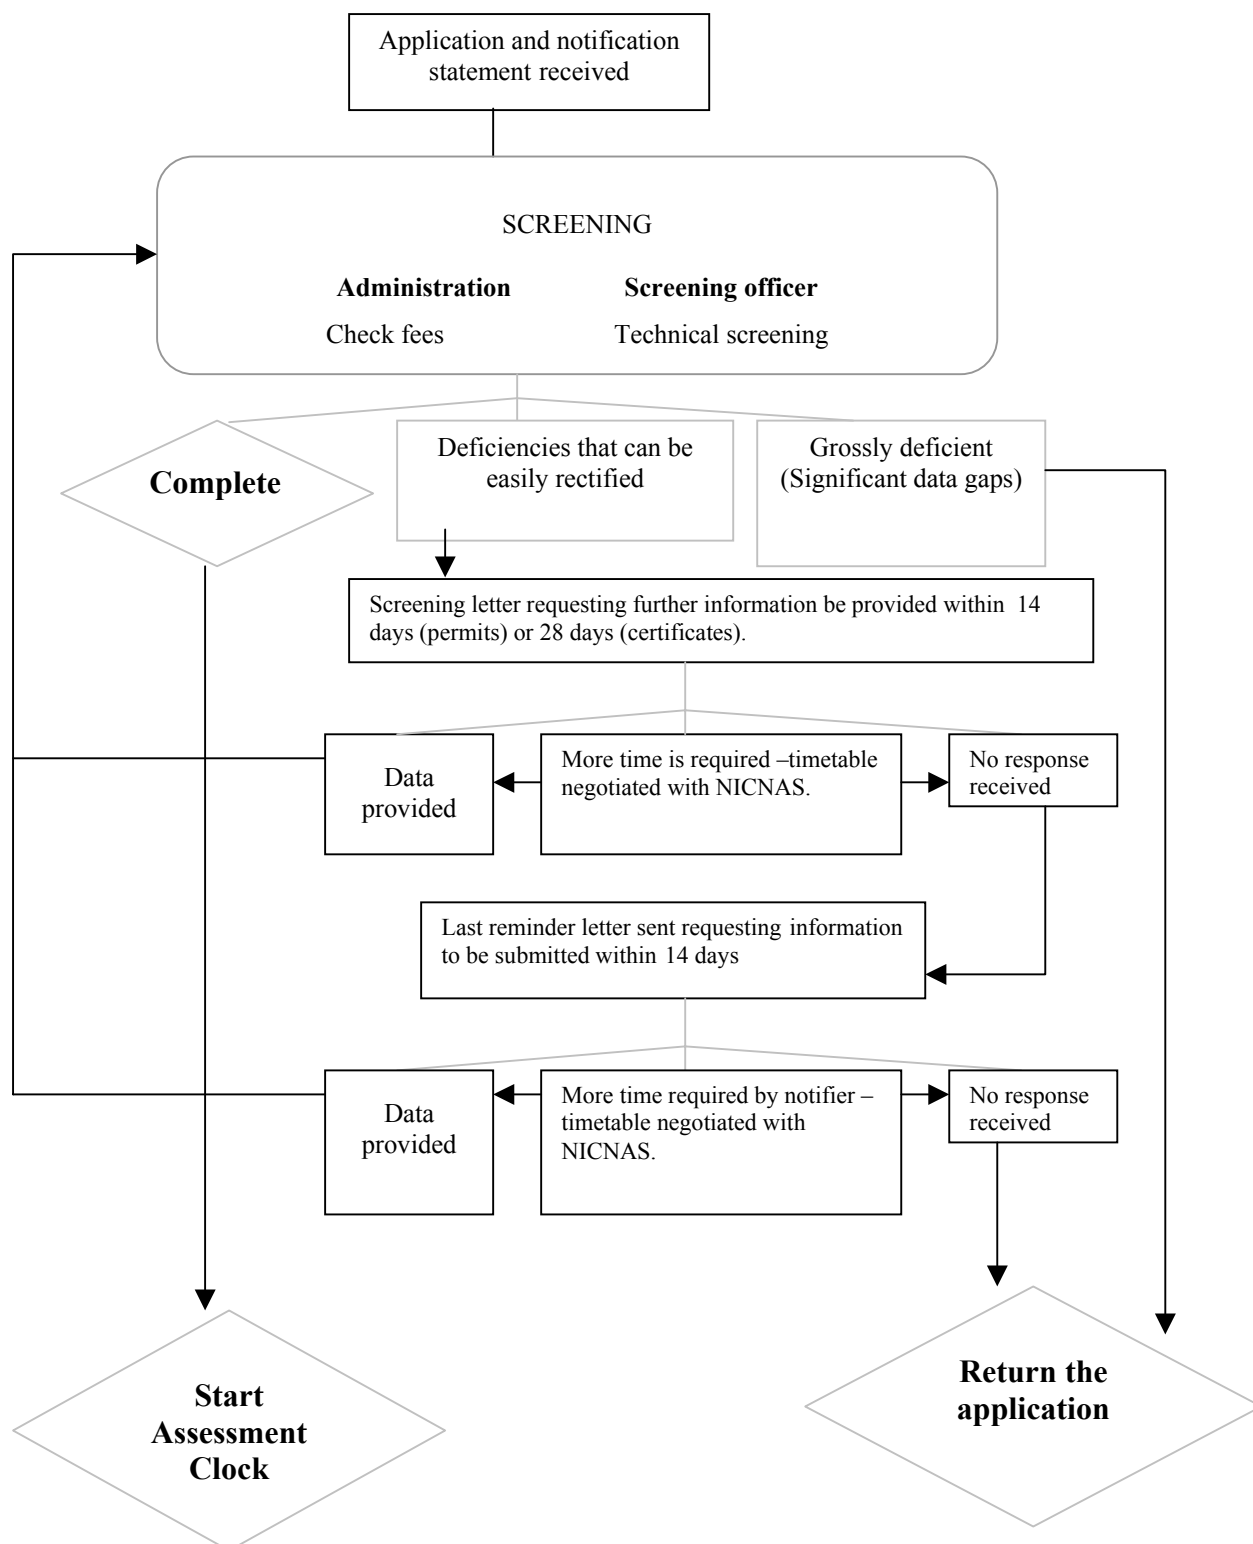 Application and notification
statement received
SCREENING
Administration
Screening officer
Check fees
Technical screening
Complete
Deficiencies that can be
easily rectified
Grossly deficient
(Significant data gaps)
Screening letter requesting further information be provided within 14
days (permits) or 28 days (certificates).
Data
provided
More time is required –timetable
negotiated with NICNAS.
No response
received
Last reminder letter sent requesting information
to be submitted within 14 days
Data
provided
More time required by notifier –
timetable negotiated with
NICNAS.
No response
received
Start
Assessment
Clock
Return the
application